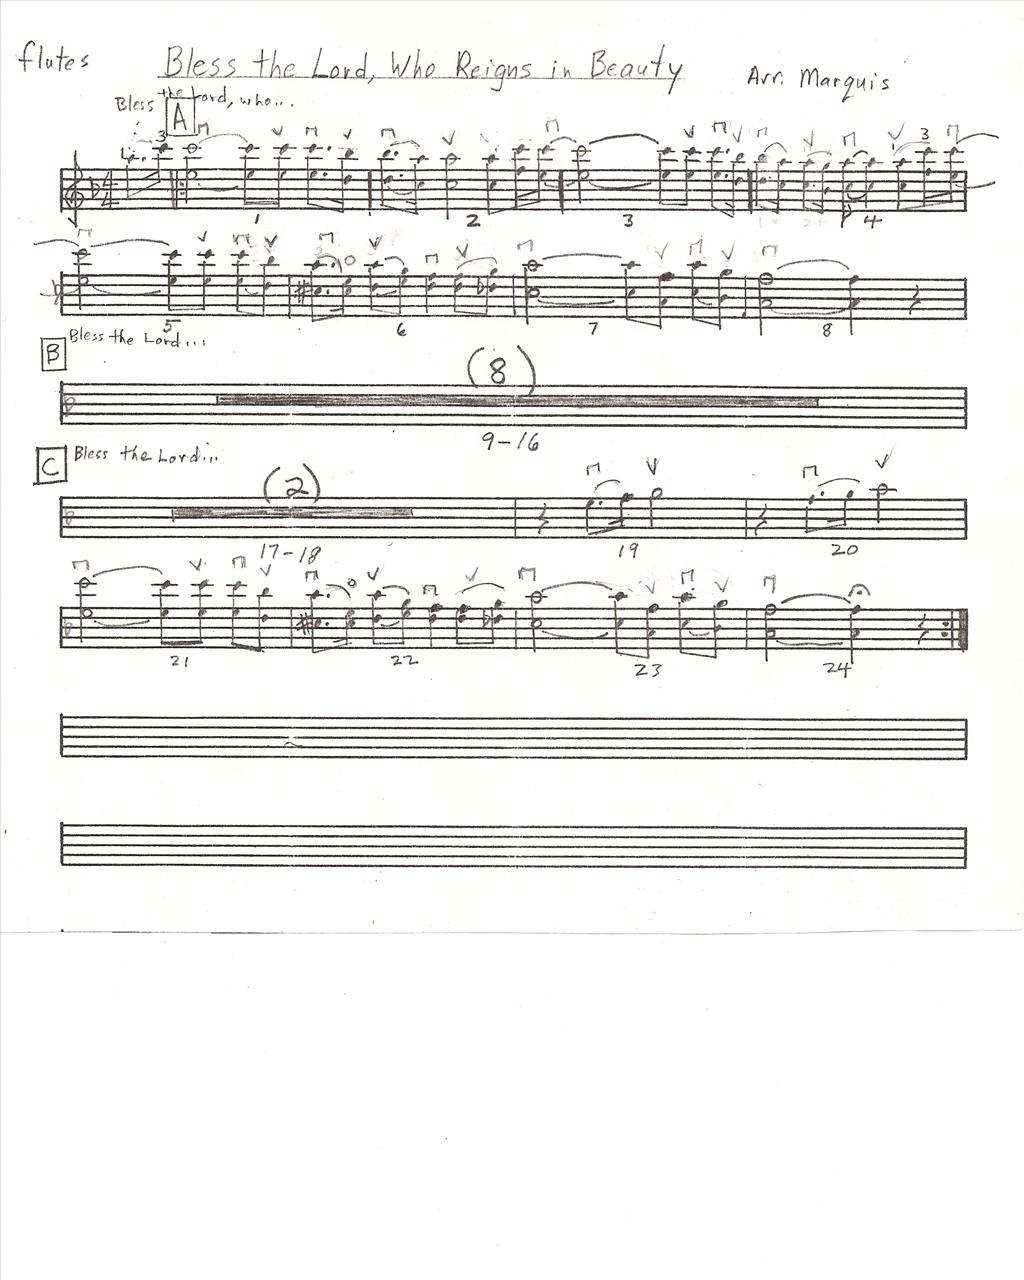 flutes
Bless the Lord, Who Reigns in Beauty
Arr. Marquis
Bless the Lord, who...
A
3
4
1 2 3 4
3
5 6 7 8
B Bless the Lord...
(8)
9-16
C Bless the Lord...
(2)
17-18 19 20
21 22 23 24